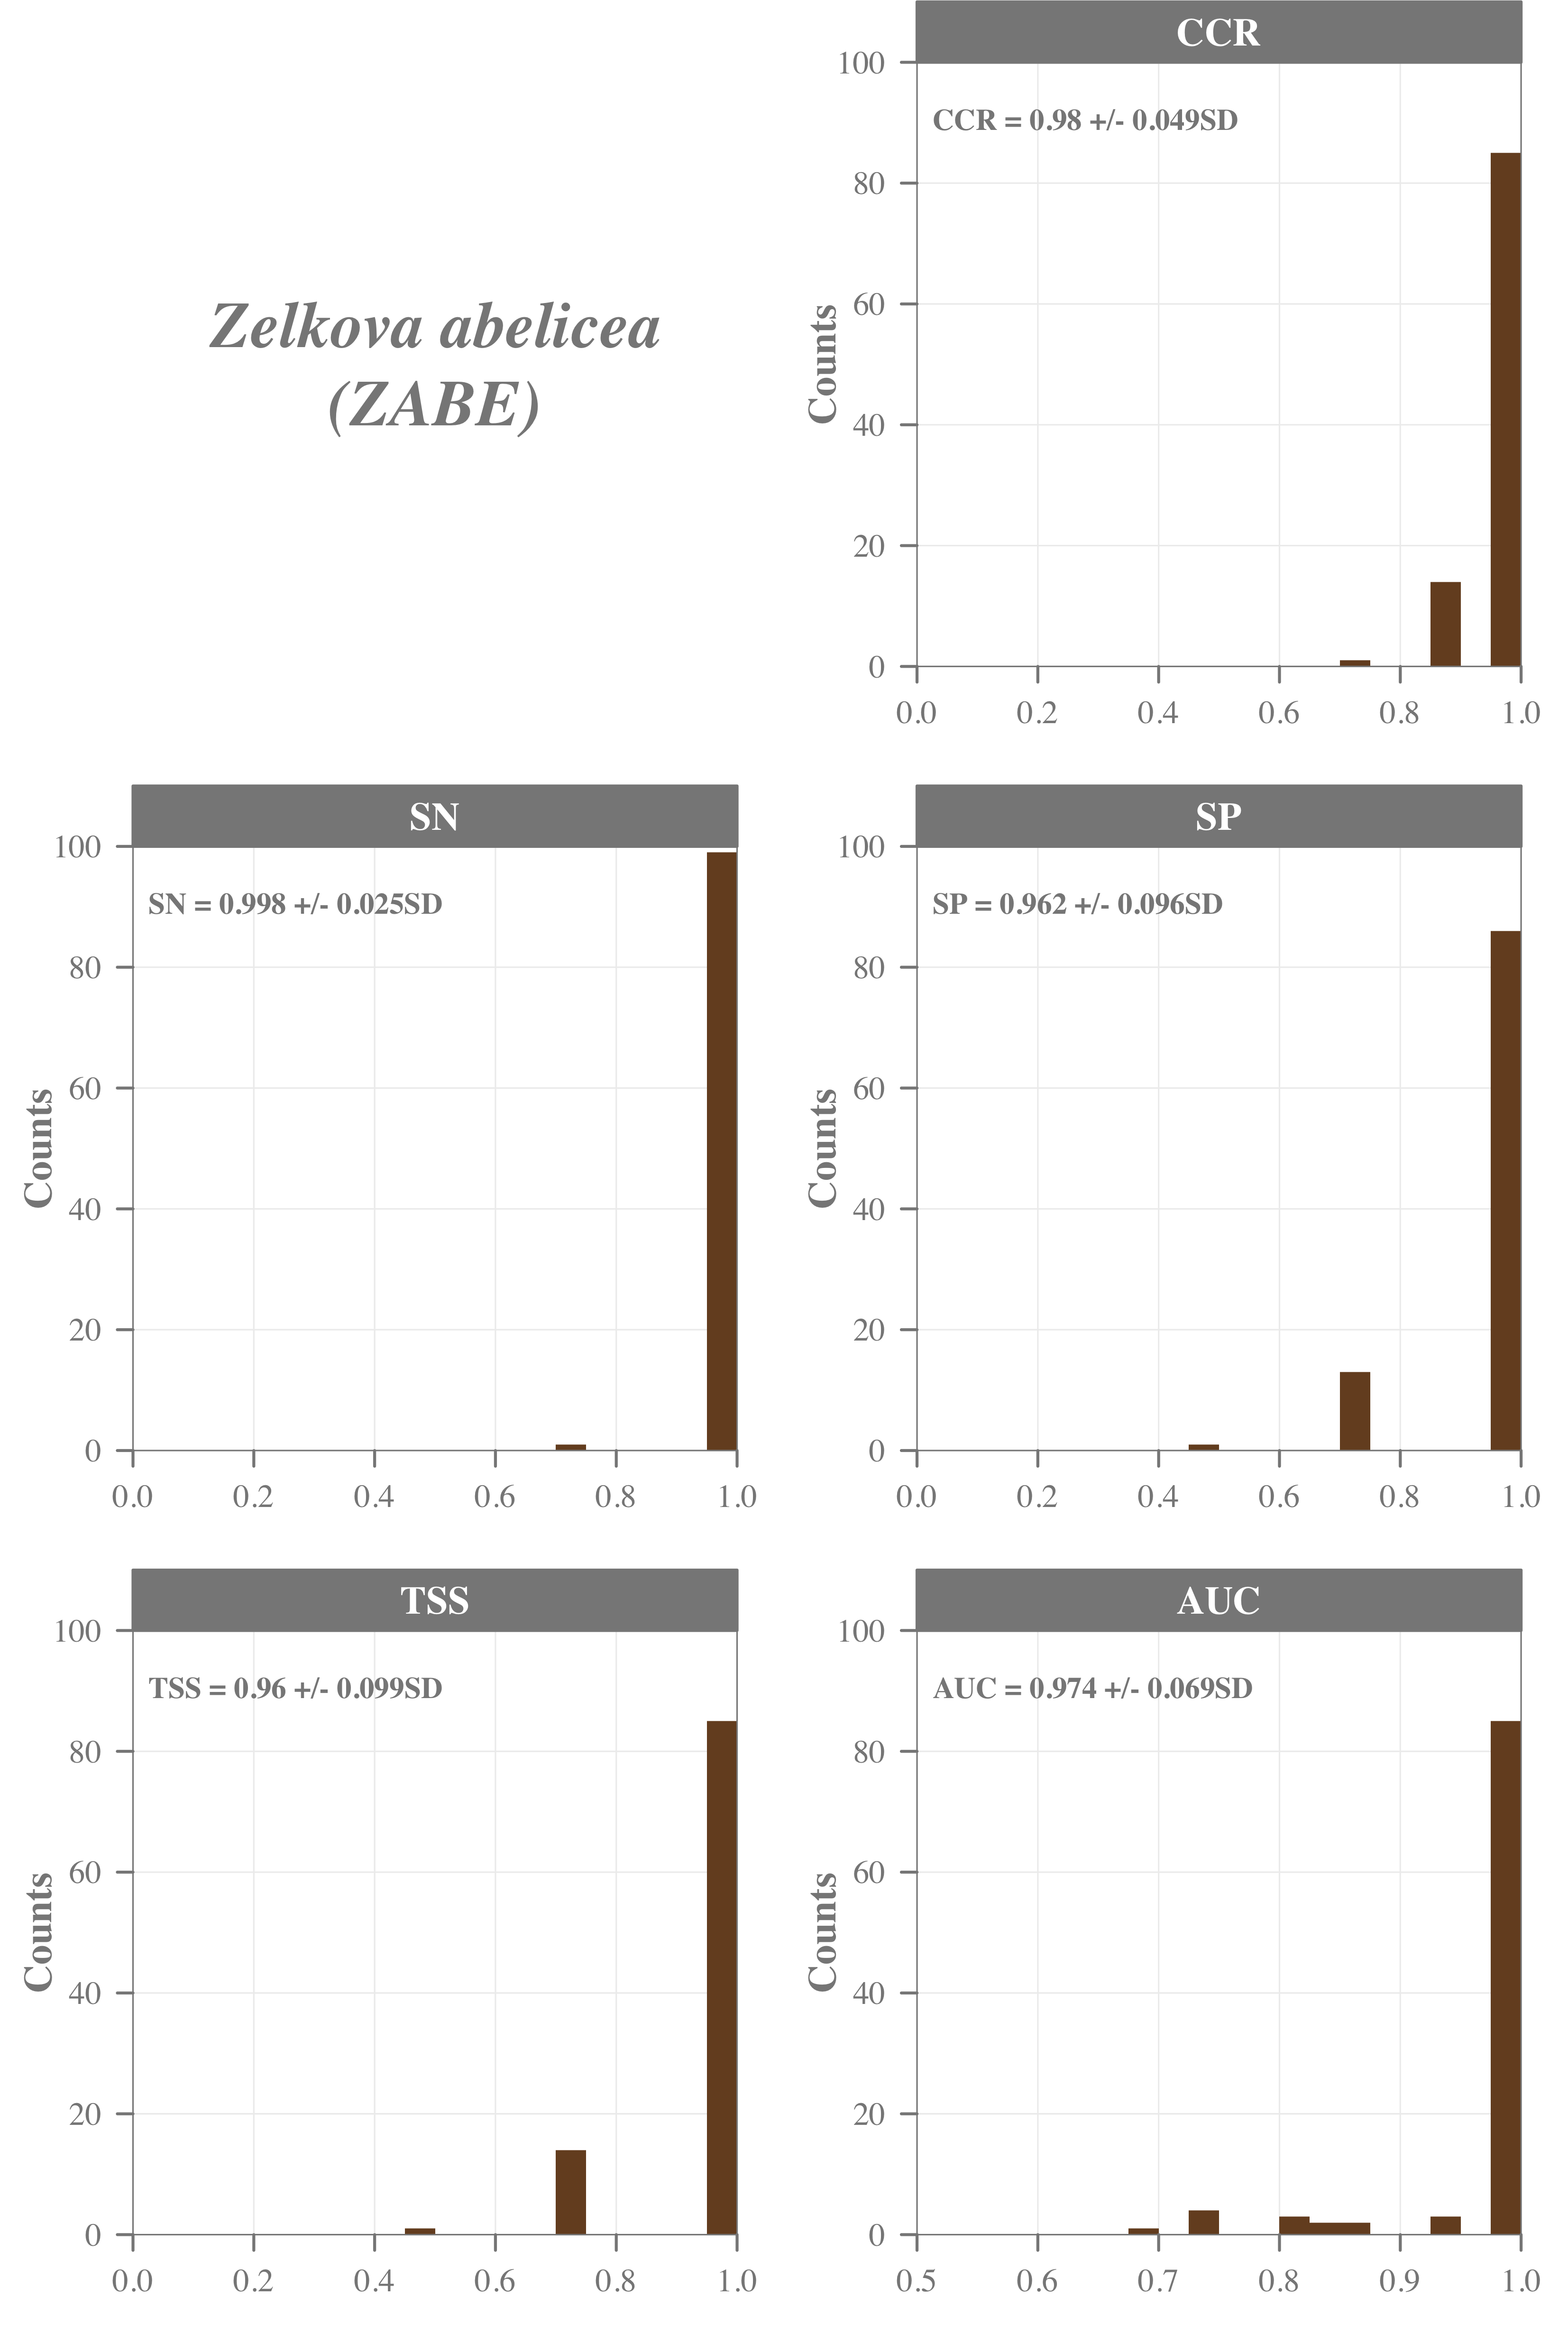 Zelkova abelicea
(ZABE)
CCR
CCR = 0.98 +/- 0.049SD
Counts
100
80
60
40
20
0
0.0 0.2 0.4 0.6 0.8 1.0
SN
SN = 0.998 +/- 0.025SD
Counts
100
80
60
40
20
0
0.0 0.2 0.4 0.6 0.8 1.0
SP
SP = 0.962 +/- 0.096SD
Counts
100
80
60
40
20
0
0.0 0.2 0.4 0.6 0.8 1.0
TSS
TSS = 0.96 +/- 0.099SD
Counts
100
80
60
40
20
0
0.0 0.2 0.4 0.6 0.8 1.0
AUC
AUC = 0.974 +/- 0.069SD
Counts
100
80
60
40
20
0
0.5 0.6 0.7 0.8 0.9 1.0